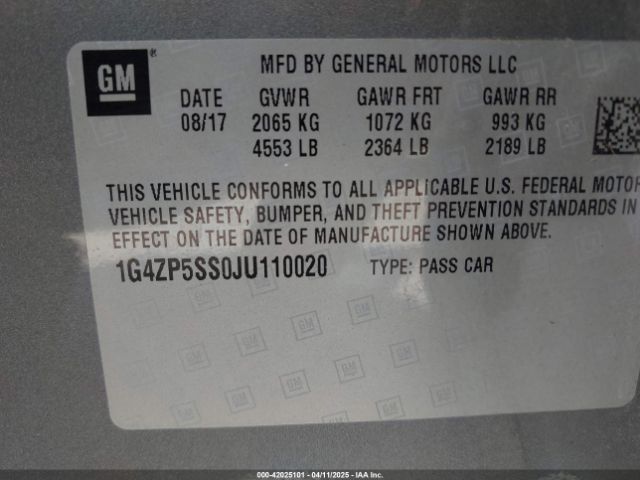 GM ®
MFD BY GENERAL MOTORS LLC
DATE GVWR GAWR FRT GAWR RR
08/17 2065 KG 1072 KG 993 KG
4553 LB 2364 LB 2189 LB
THIS VEHICLE CONFORMS TO ALL APPLICABLE U.S. FEDERAL MOTOR
VEHICLE SAFETY, BUMPER, AND THEFT PREVENTION STANDARDS IN
EFFECT ON THE DATE OF MANUFACTURE SHOWN ABOVE.
1G4ZP5SS0JU110020 TYPE: PASS CAR
000-42025101 - 04/11/2025 - IAA Inc.